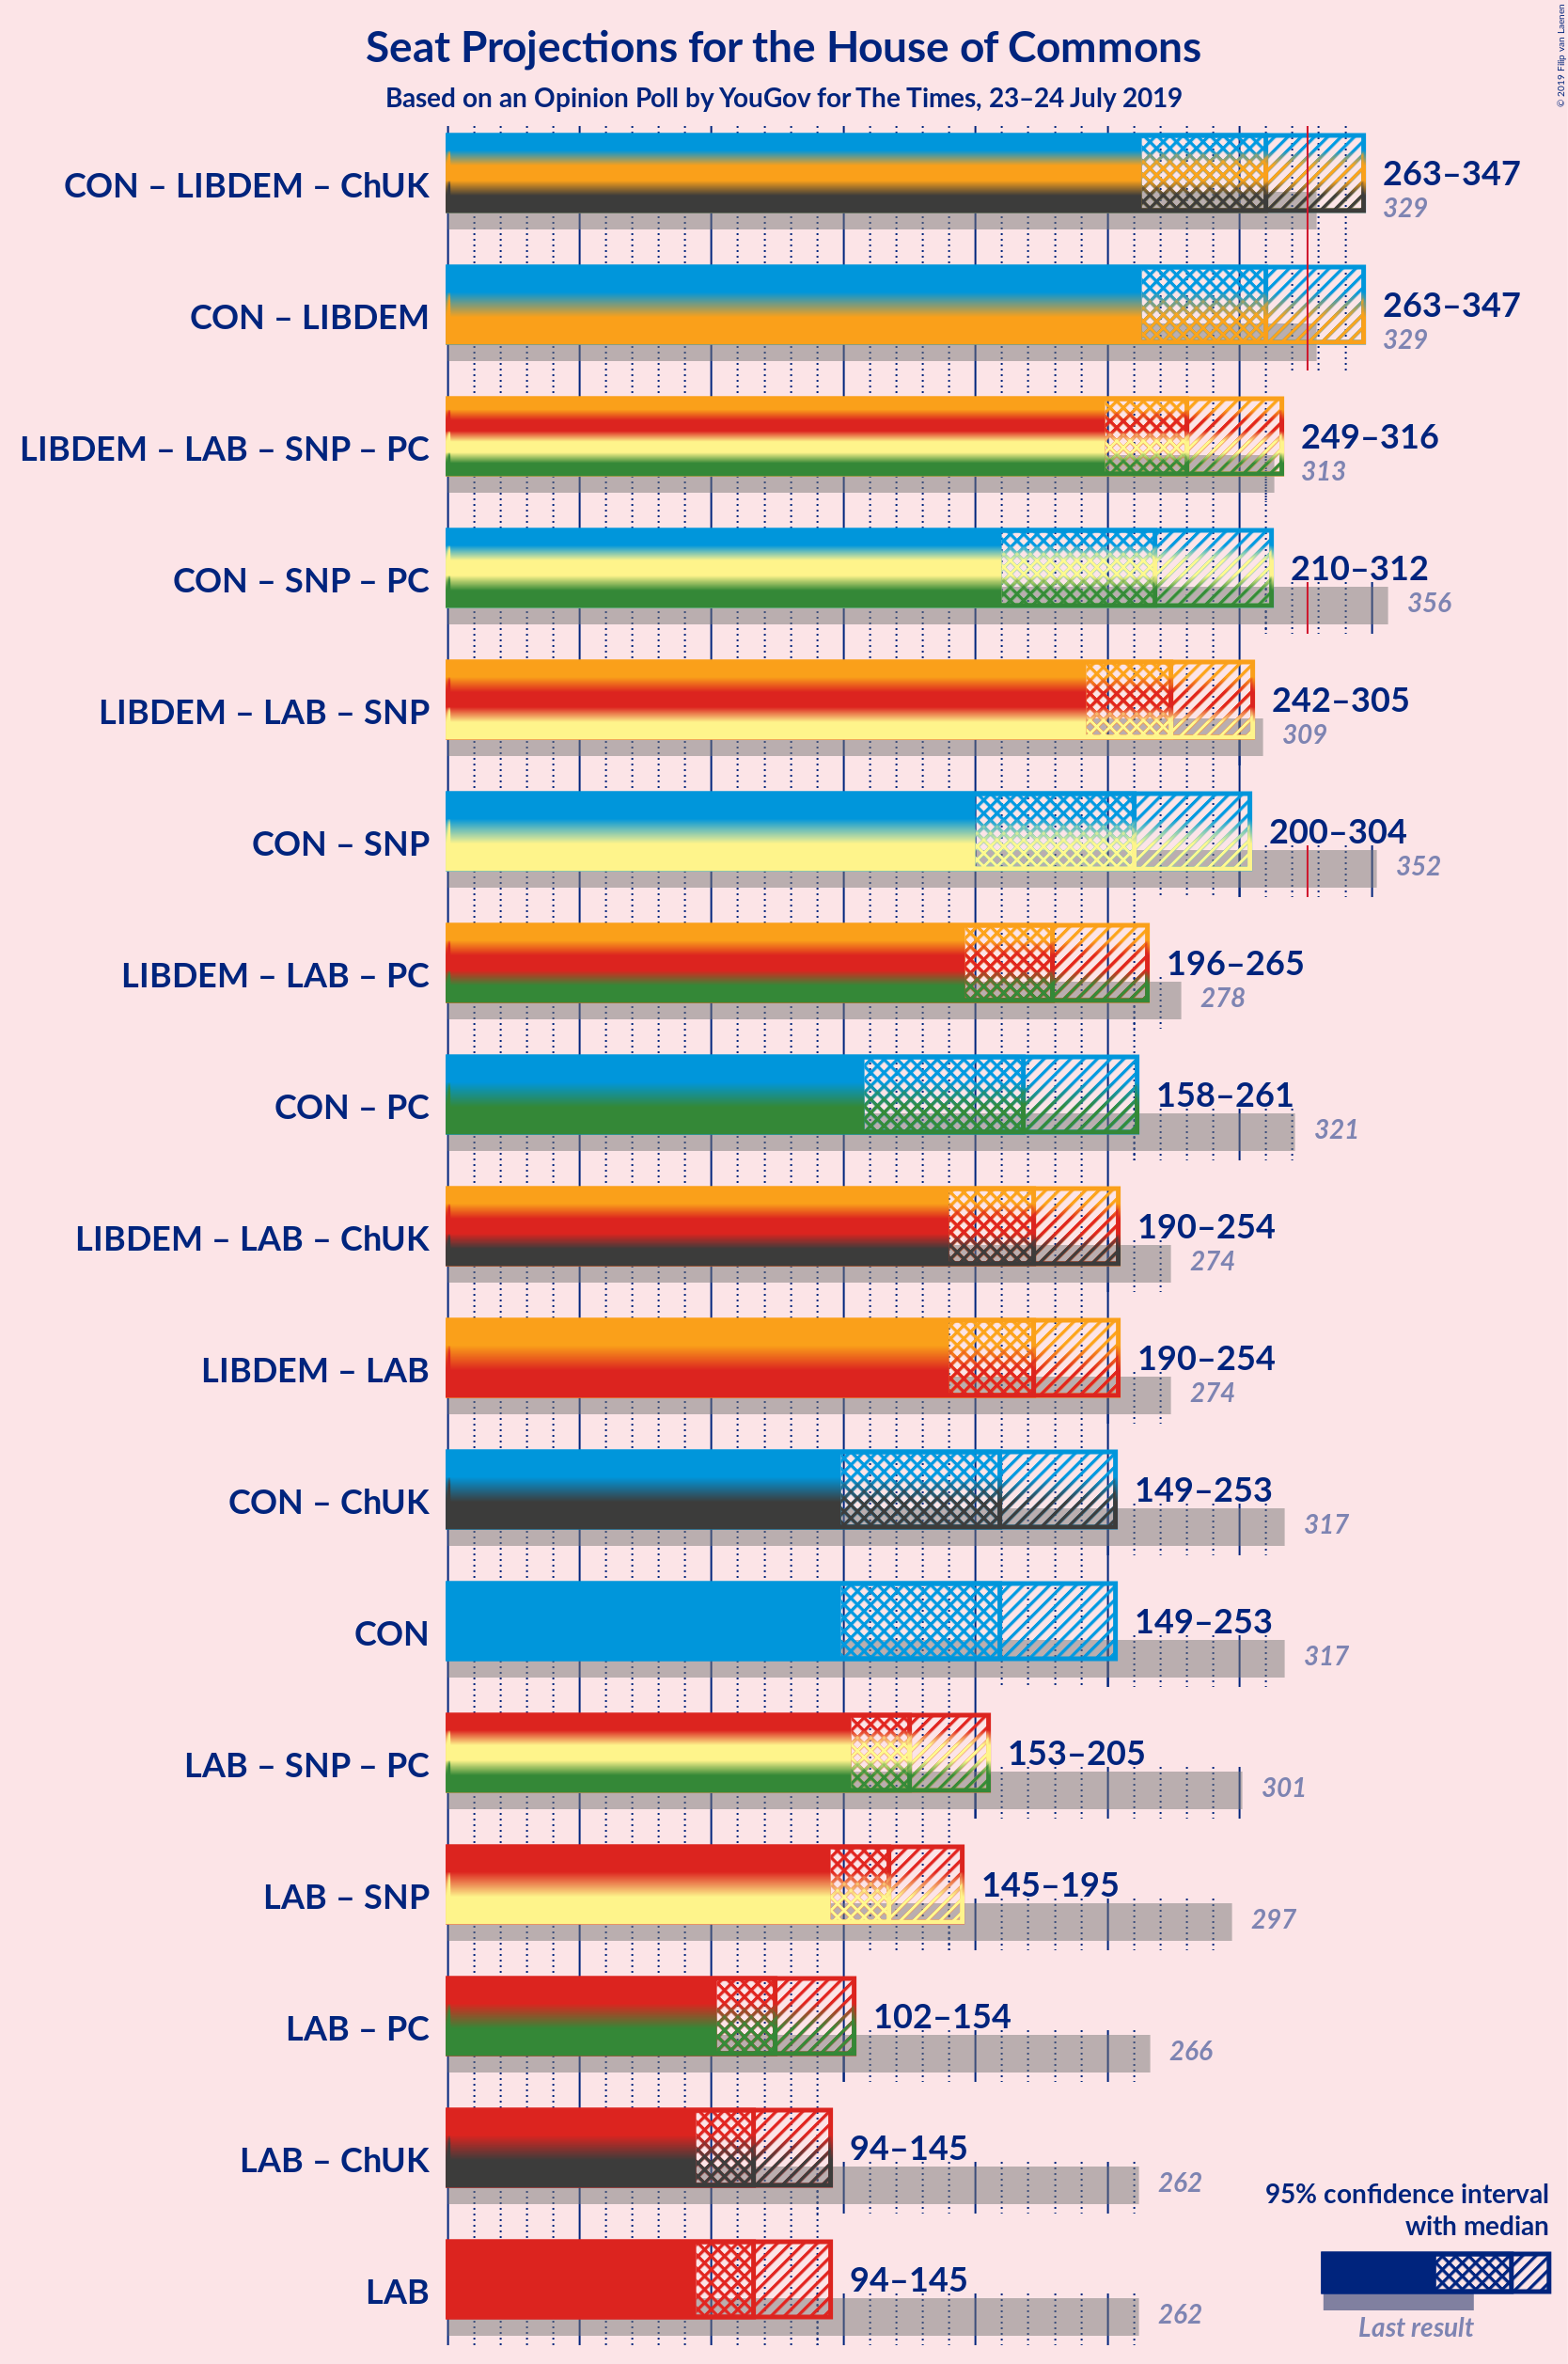 © 2019 Filip van Laenen
Seat Projections for the House of Commons
Based on an Opinion Poll by YouGov for The Times, 23–24 July 2019
CON – LIBDEM – ChUK 263–347
329
CON – LIBDEM 263–347
329
LIBDEM – LAB – SNP – PC 249–316
313
CON – SNP – PC 210–312
356
LIBDEM – LAB – SNP 242–305
309
CON – SNP 200–304
352
LIBDEM – LAB – PC 196–265
278
CON – PC 158–261
321
LIBDEM – LAB – ChUK 190–254
274
LIBDEM – LAB 190–254
274
CON – ChUK 149–253
317
CON 149–253
317
LAB – SNP – PC 153–205
301
LAB – SNP 145–195
297
LAB – PC 102–154
266
LAB – ChUK 94–145
262
LAB 94–145
262
95% confidence interval
with median
Last result